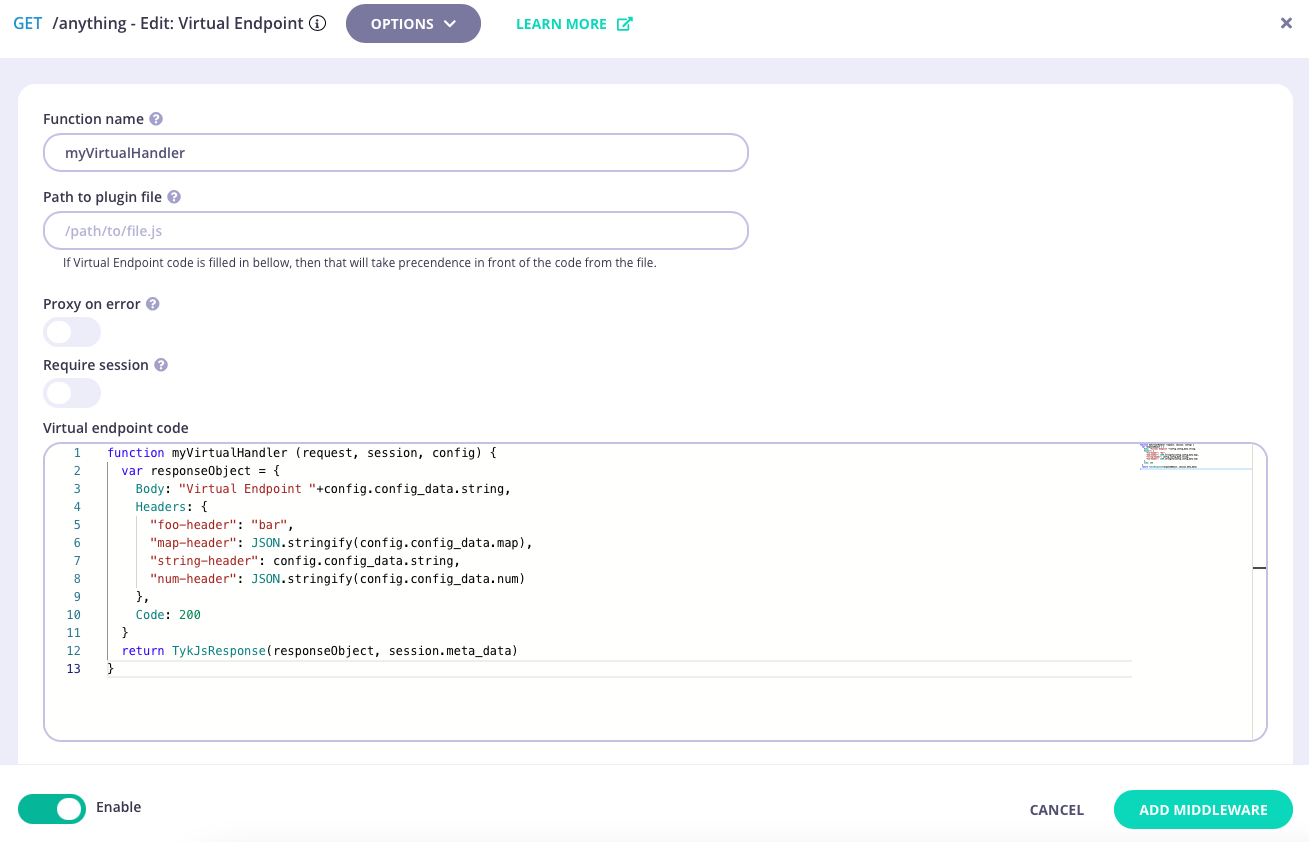 GET /anything - Edit: Virtual Endpoint OPTIONS LEARN MORE
Function name
myVirtualHandler
Path to plugin file
/path/to/file.js
If Virtual Endpoint code is filled in bellow, then that will take precendence in front of the code from the file.
Proxy on error
Require session
Virtual endpoint code
1 function myVirtualHandler (request, session, config) {
2 var responseObject = {
3 Body: "Virtual Endpoint "+config.config_data.string,
4 Headers: {
5 "foo-header": "bar",
6 "map-header": JSON.stringify(config.config_data.map),
7 "string-header": config.config_data.string,
8 "num-header": JSON.stringify(config.config_data.num)
9 },
10 Code: 200
11 }
12 return TykJsResponse(responseObject, session.meta_data)
13 }
Enable CANCEL ADD MIDDLEWARE